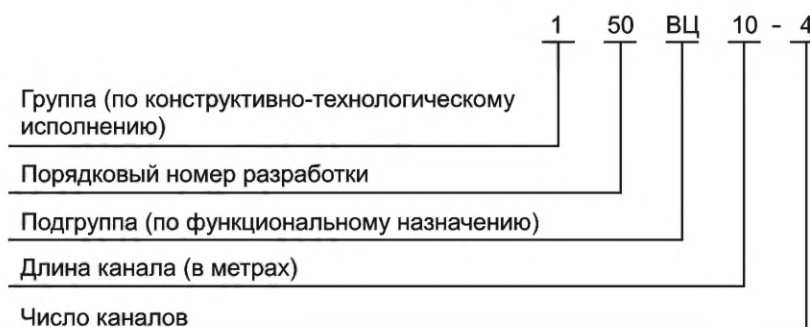 1 50 ВЦ 10 - 4
Группа (по конструктивно-технологическому
исполнению)
Порядковый номер разработки
Подгруппа (по функциональному назначению)
Длина канала (в метрах)
Число каналов